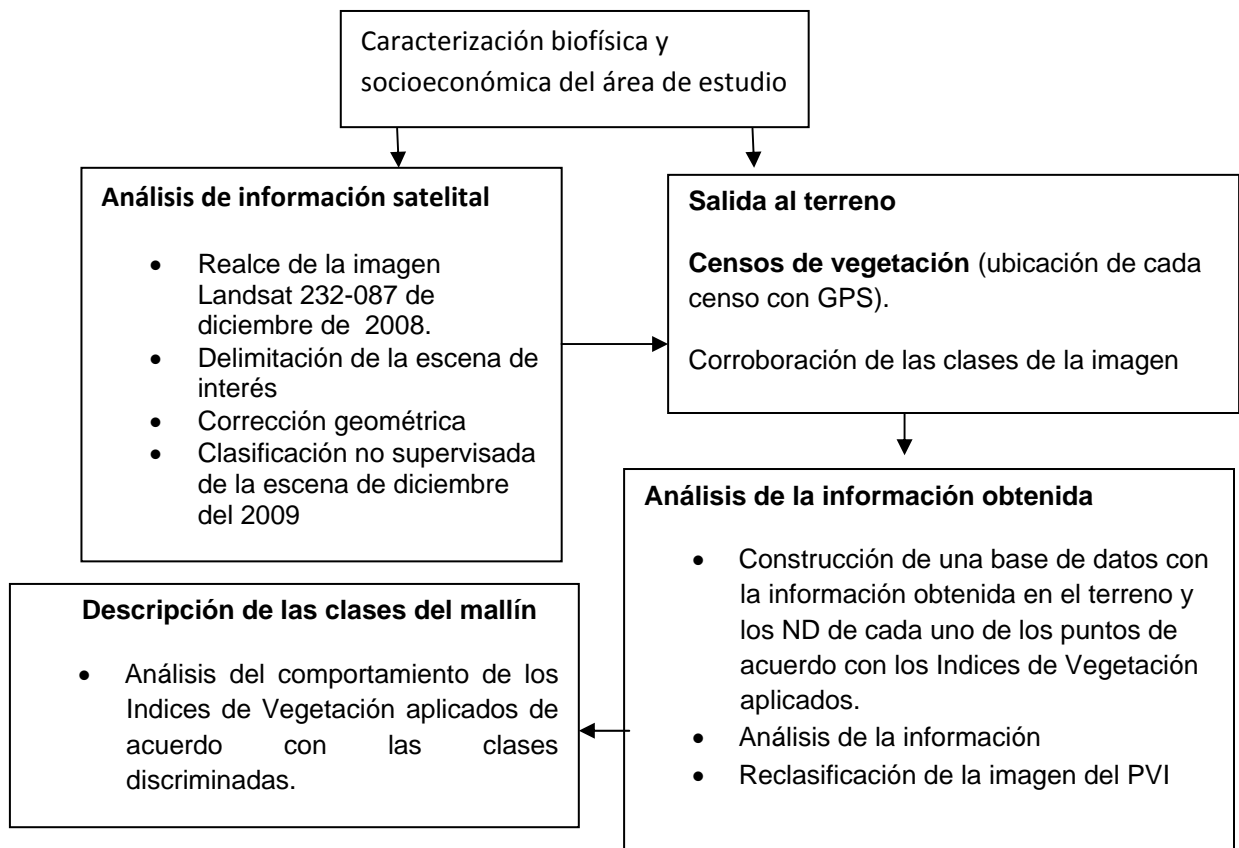 Caracterización biofísica y
socioeconómica del área de estudio
Análisis de información satelital
• Realce de la imagen
Landsat 232-087 de
diciembre de 2008.
• Delimitación de la escena de
interés
• Corrección geométrica
• Clasificación no supervisada
de la escena de diciembre
del 2009
Salida al terreno
Censos de vegetación (ubicación de cada
censo con GPS).
Corroboración de las clases de la imagen
Análisis de la información obtenida
• Construcción de una base de datos con
la información obtenida en el terreno y
los ND de cada uno de los puntos de
acuerdo con los Indices de Vegetación
aplicados.
• Análisis de la información
• Reclasificación de la imagen del PVI
Descripción de las clases del mallín
• Análisis del comportamiento de los
Indices de Vegetación aplicados de
acuerdo con las clases
discriminadas.